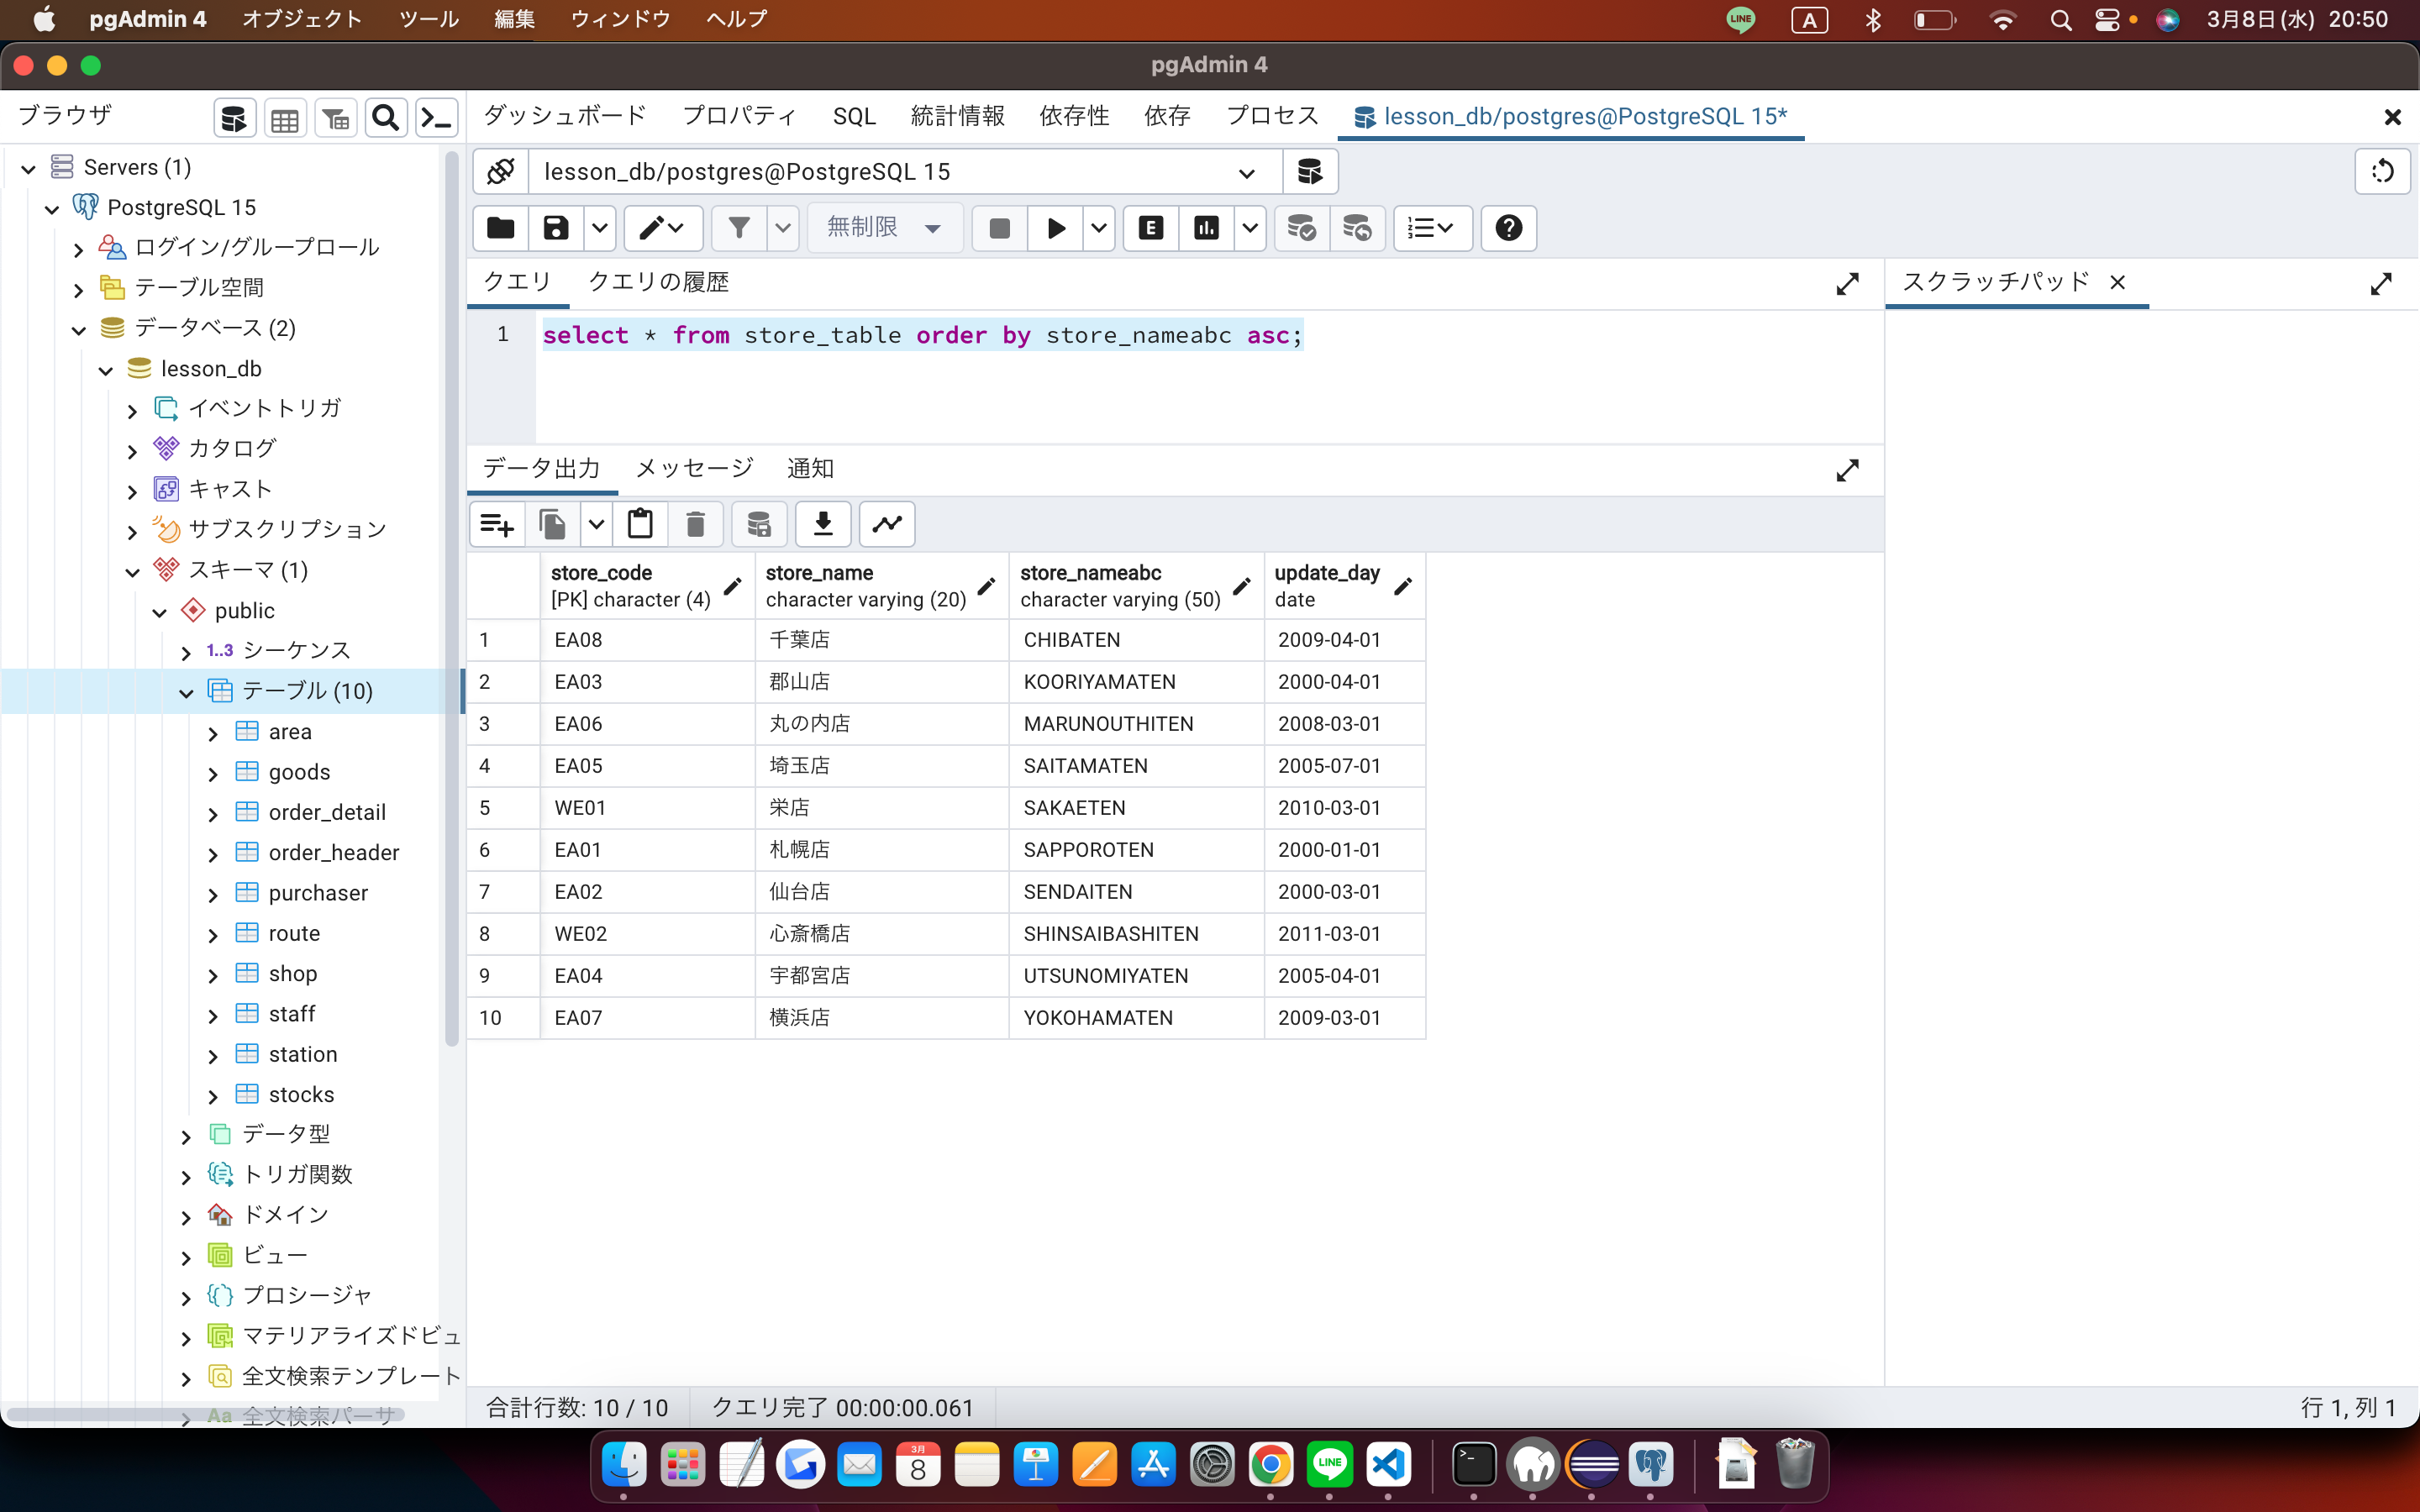 pgAdmin 4 オブジェクト ツール 編集 ウィンドウ ヘルプ LINE A 3月8日(水) 20:50
pgAdmin 4
ブラウザ
ダッシュボード プロパティ SQL 統計情報 依存性 依存 プロセス lesson_db/postgres@PostgreSQL 15*
Servers (1)
PostgreSQL 15
ログイン/グループロール
テーブル空間
データベース (2)
lesson_db
イベントトリガ
カタログ
キャスト
サブスクリプション
スキーマ (1)
public
1..3 シーケンス
テーブル (10)
area
goods
order_detail
order_header
purchaser
route
shop
staff
station
stocks
データ型
トリガ関数
ドメイン
ビュー
プロシージャ
マテリアライズドビュ
全文検索テンプレート
Aa 全文検索パーサ
lesson_db/postgres@PostgreSQL 15
無制限 E
クエリ クエリの履歴
スクラッチパッド
1 select * from store_table order by store_nameabc asc;
データ出力 メッセージ 通知
store_code store_name store_nameabc update_day
[PK] character (4) character varying (20) character varying (50) date
1 EA08 千葉店 CHIBATEN 2009-04-01
2 EA03 郡山店 KOORIYAMATEN 2000-04-01
3 EA06 丸の内店 MARUNOUTHITEN 2008-03-01
4 EA05 埼玉店 SAITAMATEN 2005-07-01
5 WE01 栄店 SAKAETEN 2010-03-01
6 EA01 札幌店 SAPPOROTEN 2000-01-01
7 EA02 仙台店 SENDAITEN 2000-03-01
8 WE02 心斎橋店 SHINSAIBASHITEN 2011-03-01
9 EA04 宇都宮店 UTSUNOMIYATEN 2005-04-01
10 EA07 横浜店 YOKOHAMATEN 2009-03-01
合計行数: 10 / 10 クエリ完了 00:00:00.061 行 1, 列 1
3月
8
LINE